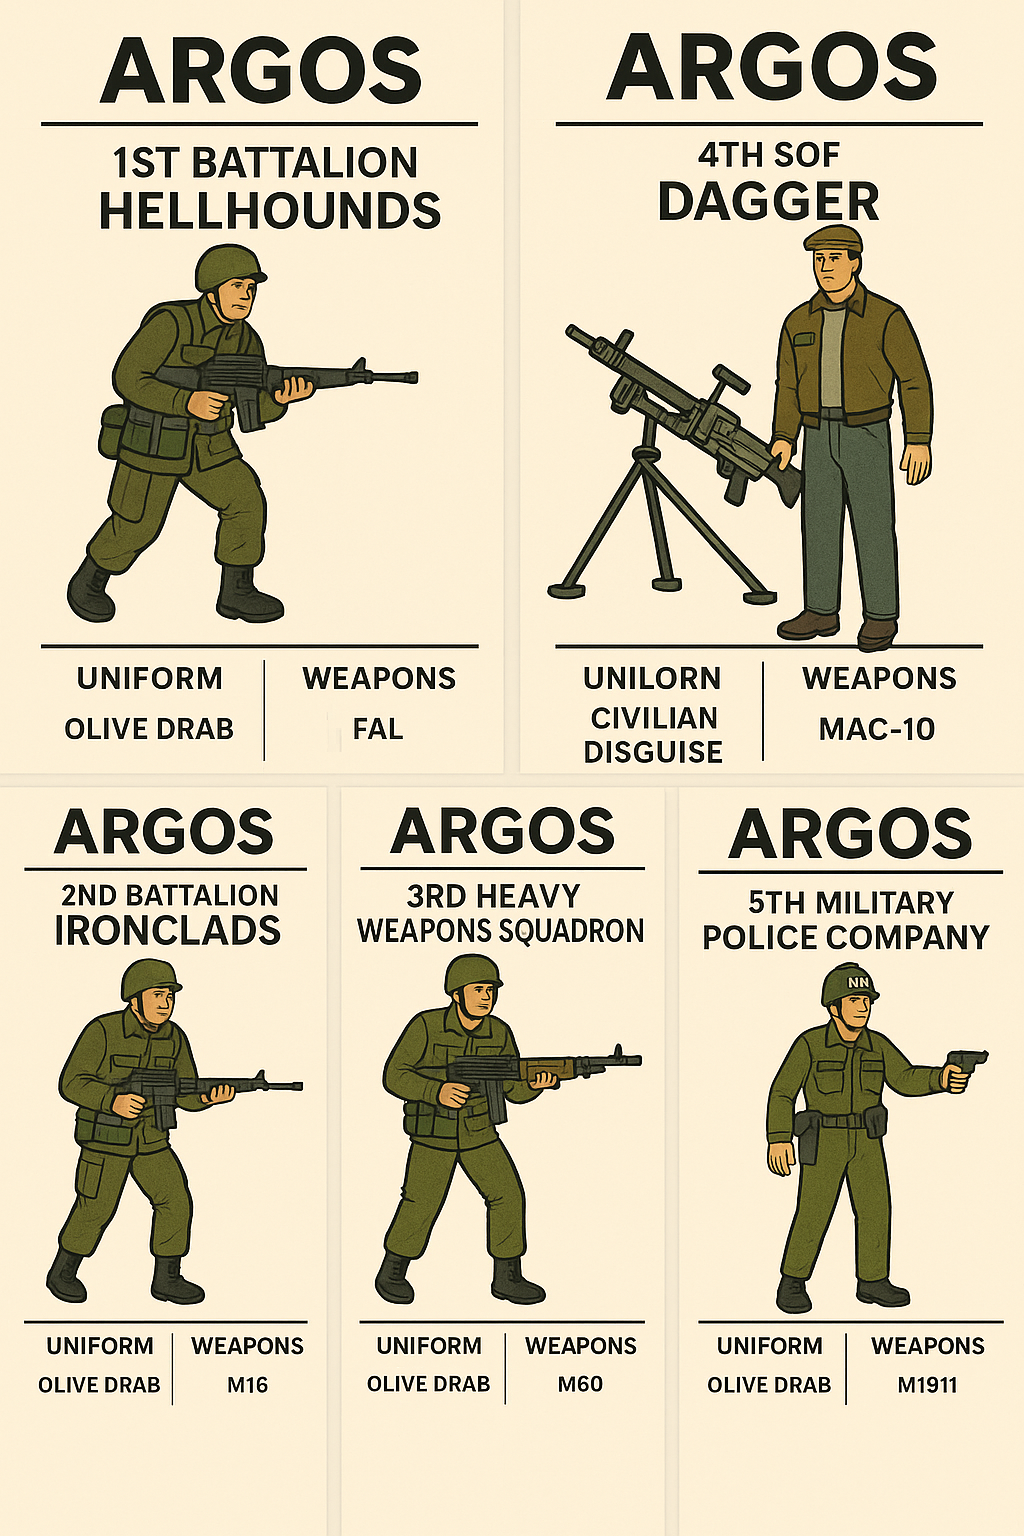 ARGOS
1ST BATTALION
HELLHOUNDS
UNIFORM
OLIVE DRAB
WEAPONS
FAL
ARGOS
4TH SOF
DAGGER
UNILORN
CIVILIAN
DISGUISE
WEAPONS
MAC-10
ARGOS
2ND BATTALION
IRONCLADS
UNIFORM
OLIVE DRAB
WEAPONS
M16
ARGOS
3RD HEAVY
WEAPONS SQUADRON
UNIFORM
OLIVE DRAB
WEAPONS
M60
ARGOS
5TH MILITARY
POLICE COMPANY
NN
UNIFORM
OLIVE DRAB
WEAPONS
M1911